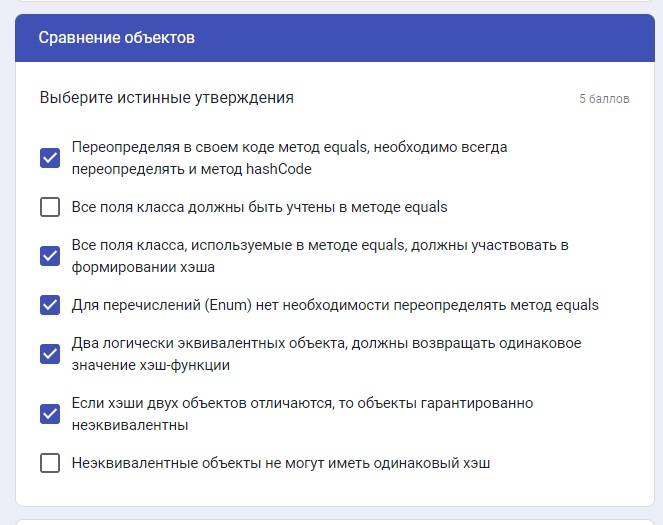 Сравнение объектов
Выберите истинные утверждения
5 баллов
Переопределяя в своем коде метод equals, необходимо всегда
переопределять и метод hashCode
Все поля класса должны быть учтены в методе equals
Все поля класса, используемые в методе equals, должны участвовать в
формировании хэша
Для перечислений (Enum) нет необходимости переопределять метод equals
Два логически эквивалентных объекта, должны возвращать одинаковое
значение хэш-функции
Если хэши двух объектов отличаются, то объекты гарантированно
неэквивалентны
Неэквивалентные объекты не могут иметь одинаковый хэш